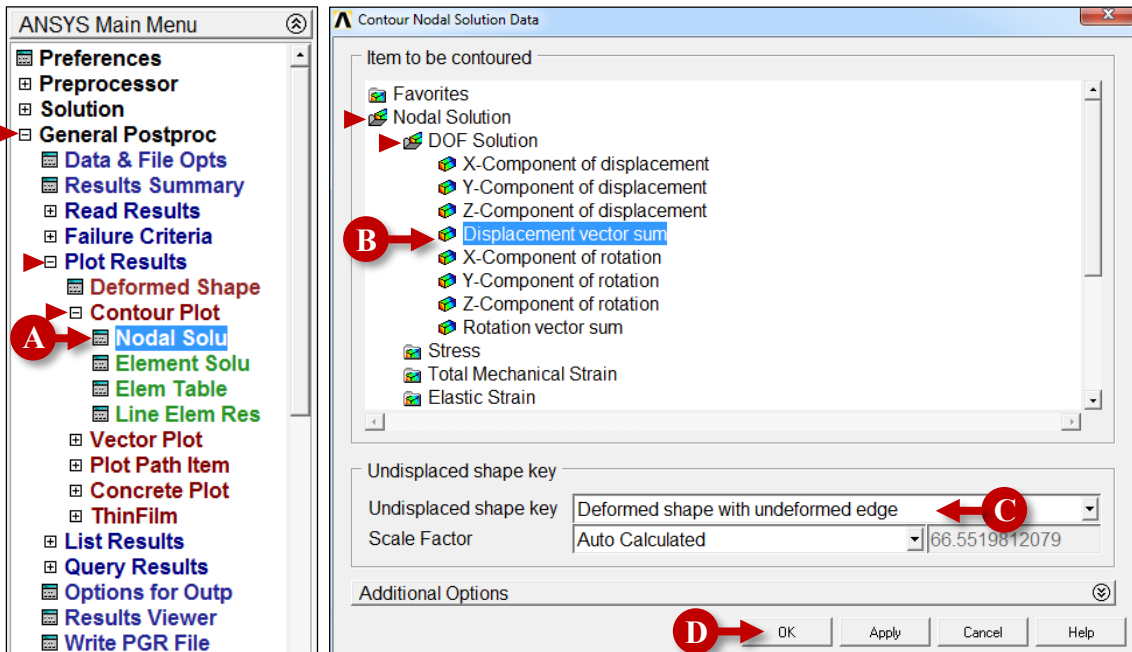 ANSYS Main Menu
Preferences
Preprocessor
Solution
General Postproc
Data & File Opts
Results Summary
Read Results
Failure Criteria
Plot Results
Deformed Shape
Contour Plot
A
Nodal Solu
Element Solu
Elem Table
Line Elem Res
Vector Plot
Plot Path Item
Concrete Plot
ThinFilm
List Results
Query Results
Options for Outp
Results Viewer
Write PGR File
Contour Nodal Solution Data
Item to be contoured
Favorites
Nodal Solution
DOF Solution
X-Component of displacement
Y-Component of displacement
Z-Component of displacement
B
Displacement vector sum
X-Component of rotation
Y-Component of rotation
Z-Component of rotation
Rotation vector sum
Stress
Total Mechanical Strain
Elastic Strain
Undisplaced shape key
Undisplaced shape key Deformed shape with undeformed edge C
Scale Factor Auto Calculated 66.5519812079
Additional Options
D OK Apply Cancel Help